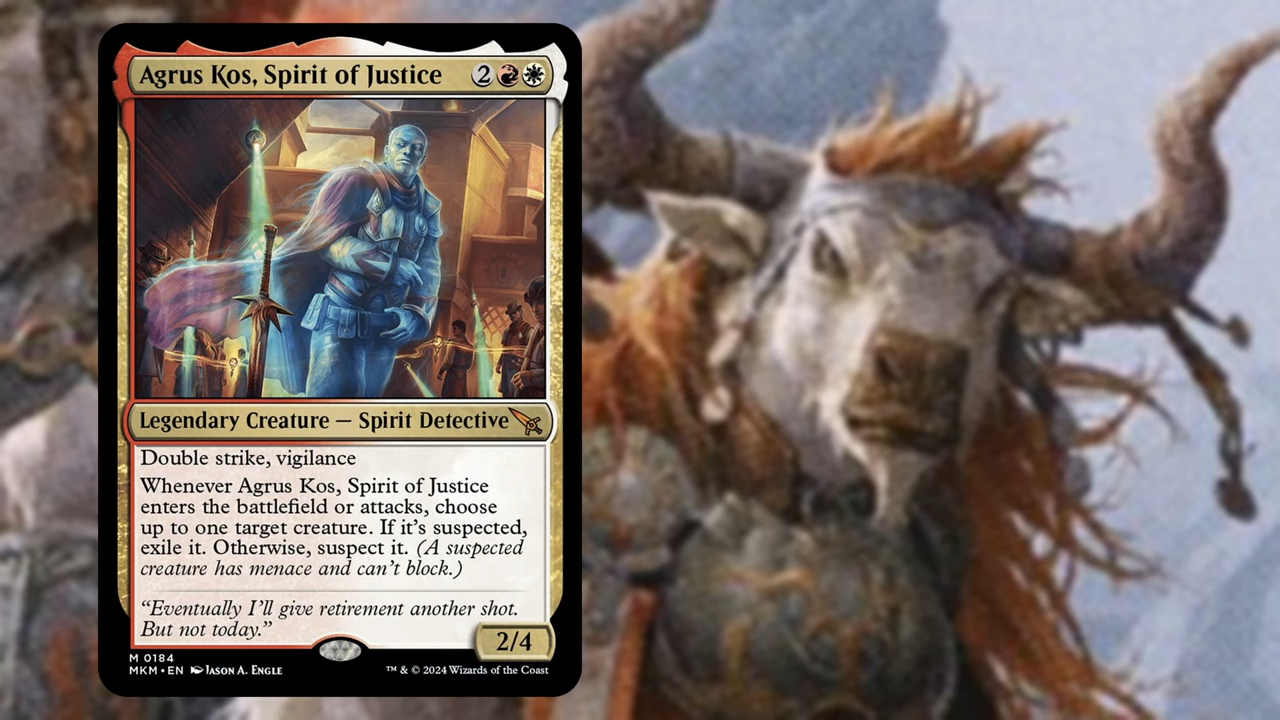 Agrus Kos, Spirit of Justice 2
Legendary Creature — Spirit Detective
Double strike, vigilance
Whenever Agrus Kos, Spirit of Justice
enters the battlefield or attacks, choose
up to one target creature. If it's suspected,
exile it. Otherwise, suspect it. (A suspected
creature has menace and can't block.)
"Eventually I'll give retirement another shot.
But not today."
2/4
M 0184
MKM • EN JASON A. ENGLE
™ & © 2024 Wizards of the Coast